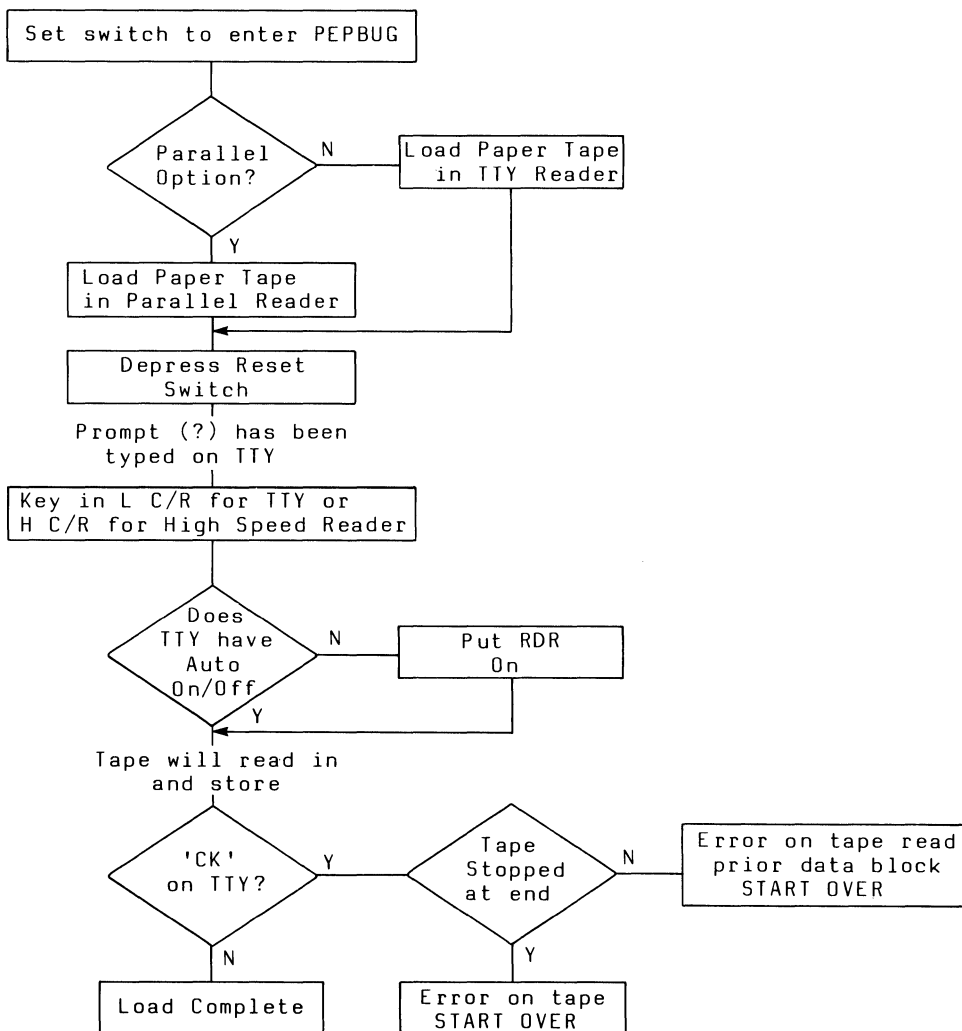 Set switch to enter PEPBUG
Parallel
Option?
N
Load Paper Tape
in TTY Reader
Y
Load Paper Tape
in Parallel Reader
Depress Reset
Switch
Prompt (?) has been
typed on TTY
Key in L C/R for TTY or
H C/R for High Speed Reader
Does
TTY have
Auto
On/Off
N
Put RDR
On
Y
Tape will read in
and store
'CK'
on TTY?
Y
Tape
Stopped
at end
N
Error on tape read
prior data block
START OVER
N
Load Complete
Y
Error on tape
START OVER